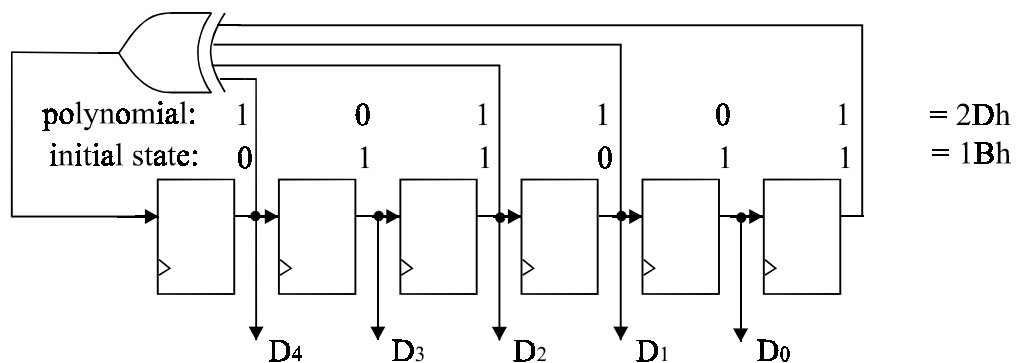 polynomial: 1 0 1 1 0 1 = 2Dh
initial state: 0 1 1 0 1 1 = 1Bh
D4 D3 D2 D1 D0